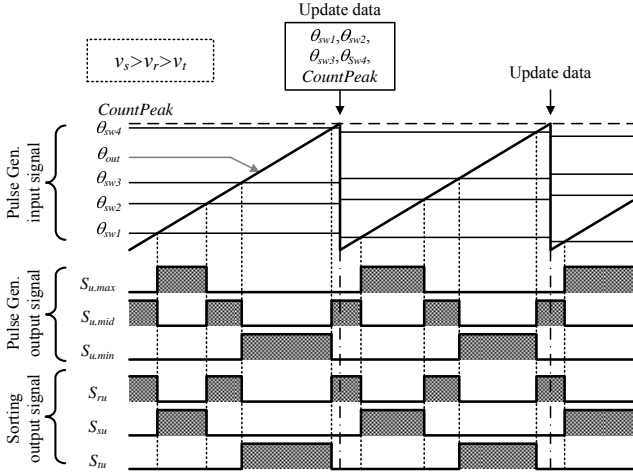 Update data
θsw1,θsw2,
θsw3,θSw4,
CountPeak
vs>vr>vt
Update data
CountPeak
θsw4
θout
θsw3
θsw2
θsw1
Pulse Gen.
input signal
Su.max
Su.mid
Su.min
Pulse Gen.
output signal
Sru
Ssu
Stu
Sorting
output signal